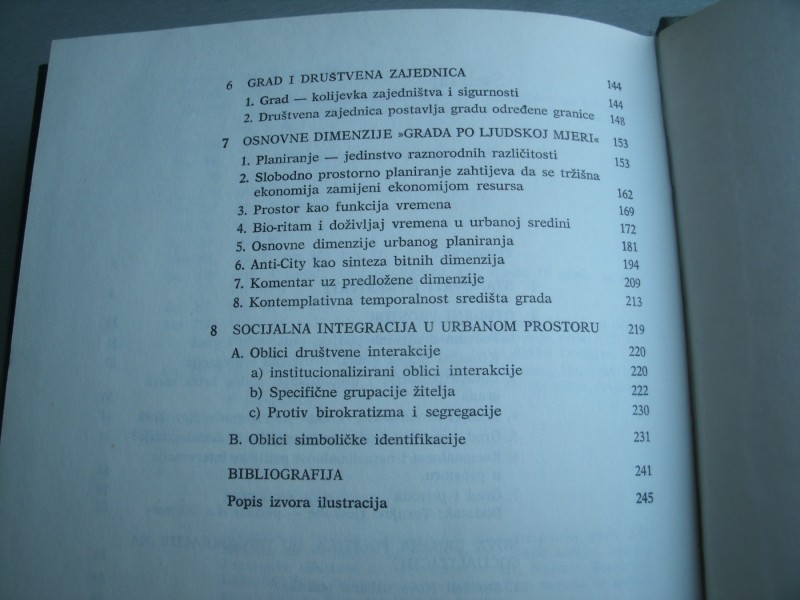 6 GRAD I DRUŠTVENA ZAJEDNICA 144
1. Grad — kolijevka zajedništva i sigurnosti 144
2. Društvena zajednica postavlja gradu određene granice 148
7 OSNOVNE DIMENZIJE »GRADA PO LJUDSKOJ MJERI« 153
1. Planiranje — jedinstvo raznorodnih različitosti 153
2. Slobodno prostorno planiranje zahtijeva da se tržišna
ekonomija zamijeni ekonomijom resursa 162
3. Prostor kao funkcija vremena 169
4. Bio-ritam i doživljaj vremena u urbanoj sredini 172
5. Osnovne dimenzije urbanog planiranja 181
6. Anti-City kao sinteza bitnih dimenzija 194
7. Komentar uz predložene dimenzije 209
8. Kontemplativna temporalnost središta grada 213
8 SOCIJALNA INTEGRACIJA U URBANOM PROSTORU 219
A. Oblici društvene interakcije 220
a) institucionalizirani oblici interakcije 220
b) Specifične grupacije žitelja 222
c) Protiv birokratizma i segregacije 230
B. Oblici simboličke identifikacije 231
BIBLIOGRAFIJA 241
Popis izvora ilustracija 245